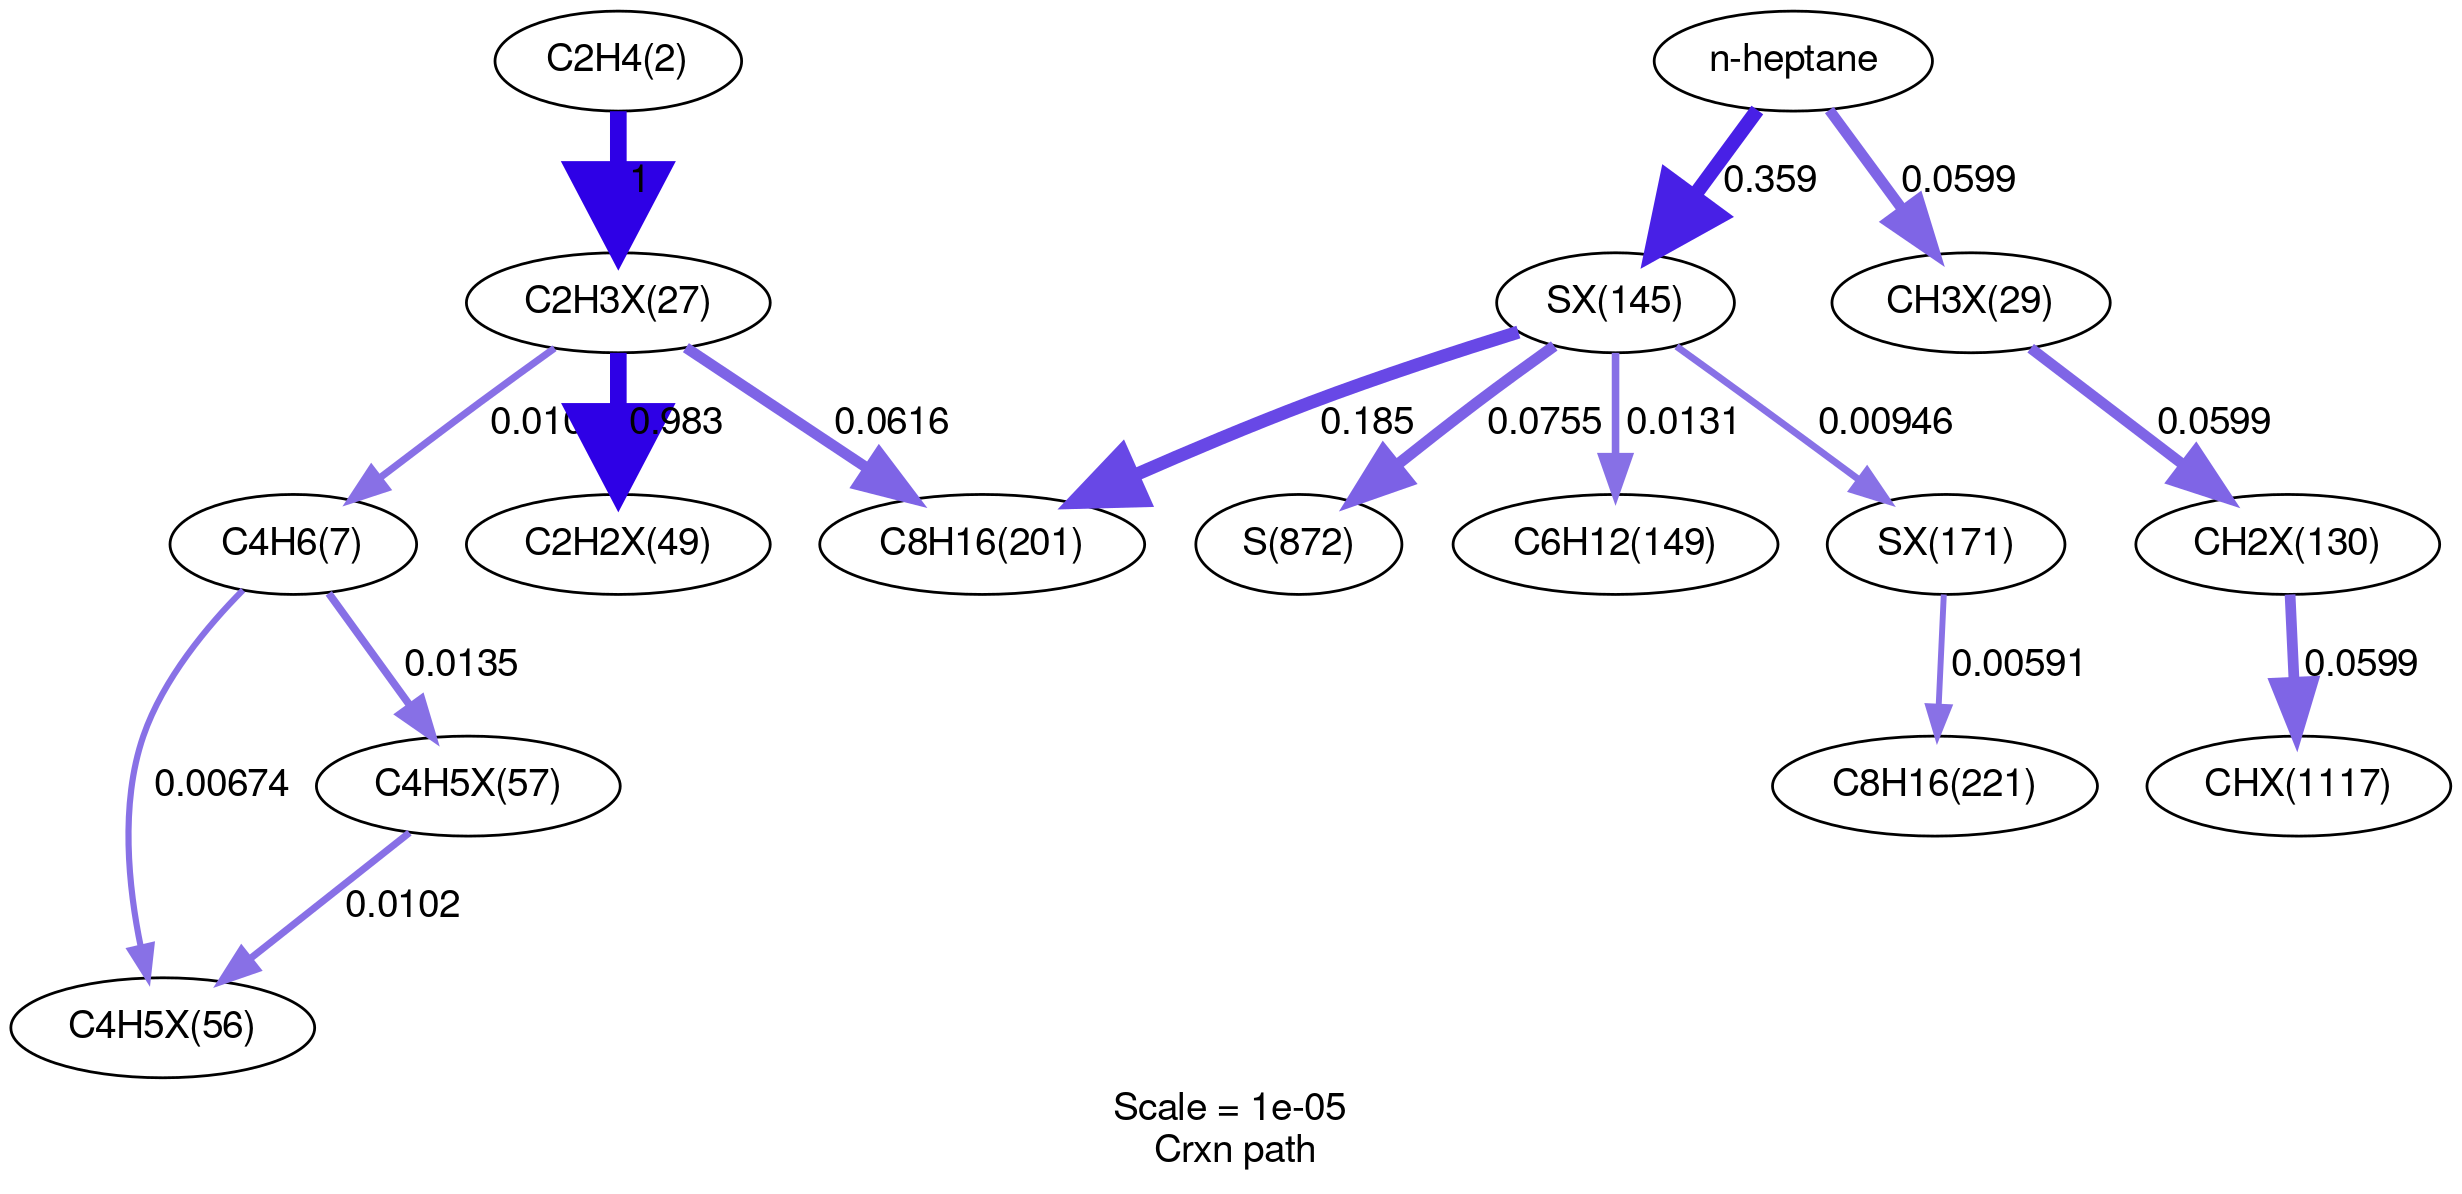 C2H4(2)
n-heptane
1
0.359
0.0599
C2H3X(27)
SX(145)
CH3X(29)
0.983
0.0616
0.185
0.0755
0.0131
0.00946
0.0599
C4H6(7)
C2H2X(49)
C8H16(201)
S(872)
C6H12(149)
SX(171)
CH2X(130)
0.0135
0.00591
0.0599
0.00674
C4H5X(57)
C8H16(221)
CHX(1117)
0.0102
C4H5X(56)
Scale = 1e-05
Crxn path